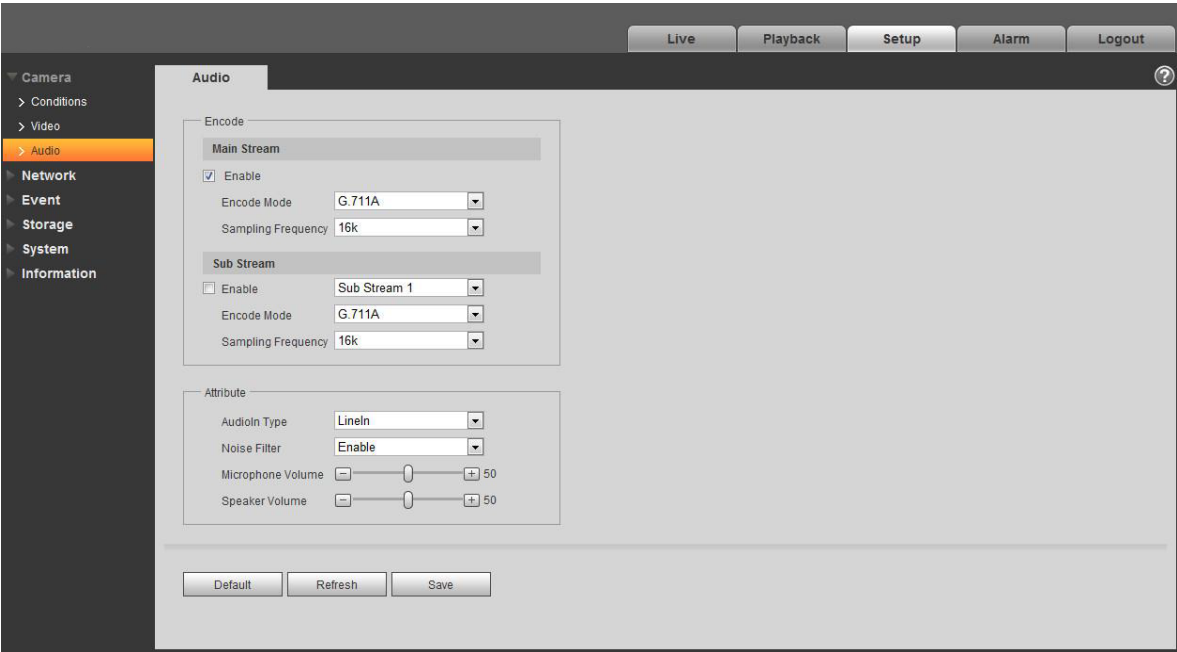 Live Playback Setup Alarm Logout
Camera
Conditions
Video
Audio
Network
Event
Storage
System
Information
Audio
?
Encode
Main Stream
Enable
Encode Mode G.711A
Sampling Frequency 16k
Sub Stream
Enable Sub Stream 1
Encode Mode G.711A
Sampling Frequency 16k
Attribute
AudioIn Type LineIn
Noise Filter Enable
Microphone Volume 50
Speaker Volume 50
Default Refresh Save